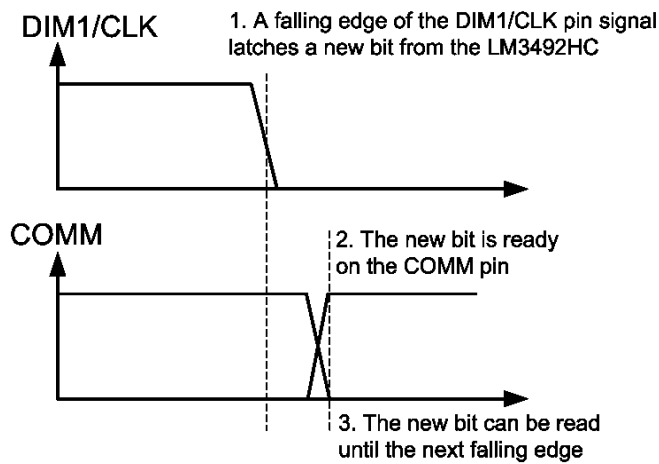 DIM1/CLK
1. A falling edge of the DIM1/CLK pin signal
latches a new bit from the LM3492HC
COMM
2. The new bit is ready
on the COMM pin
3. The new bit can be read
until the next falling edge